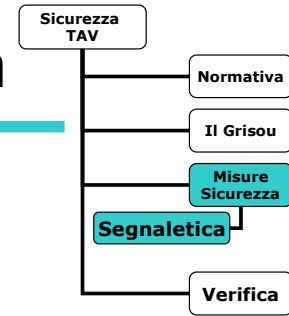 Sicurezza
TAV
Normativa
Il Grisou
Misure
Sicurezza
Segnaletica
Verifica